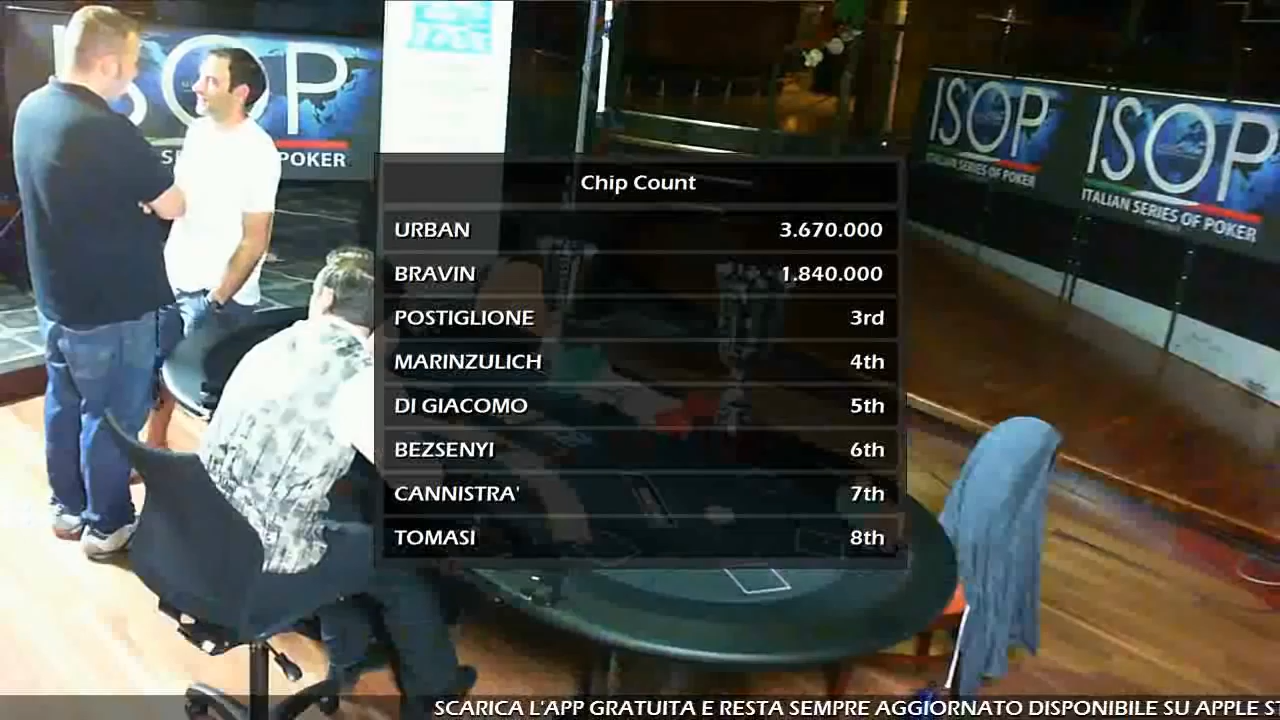 ISOP
POKER
ISOP
ITALIAN SERIES OF POKER
ISOP
ITALIAN SERIES OF POKER
Chip Count
URBAN 3.670.000
BRAVIN 1.840.000
POSTIGLIONE 3rd
MARINZULICH 4th
DI GIACOMO 5th
BEZSENYI 6th
CANNISTRA' 7th
TOMASI 8th
SCARICA L'APP GRATUITA E RESTA SEMPRE AGGIORNATO DISPONIBILE SU APPLE